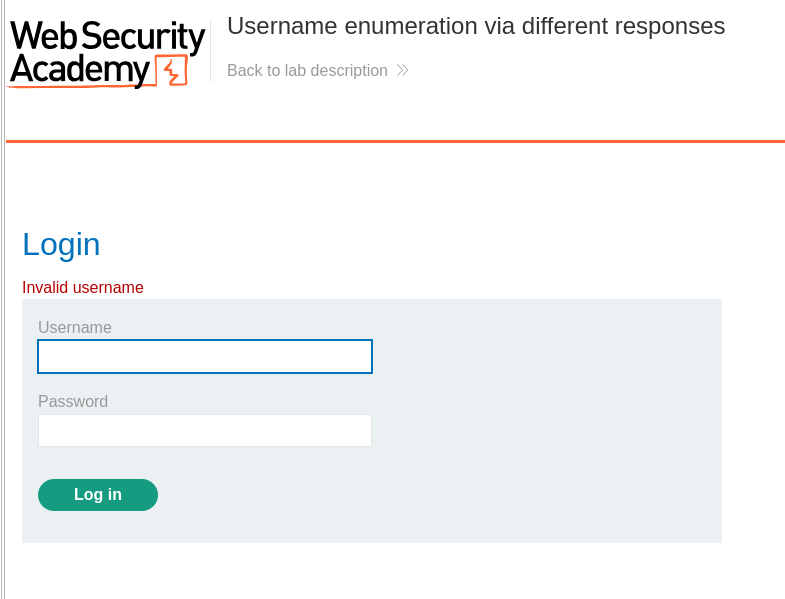 Web Security
Academy
Username enumeration via different responses
Back to lab description
Login
Invalid username
Username
Password
Log in